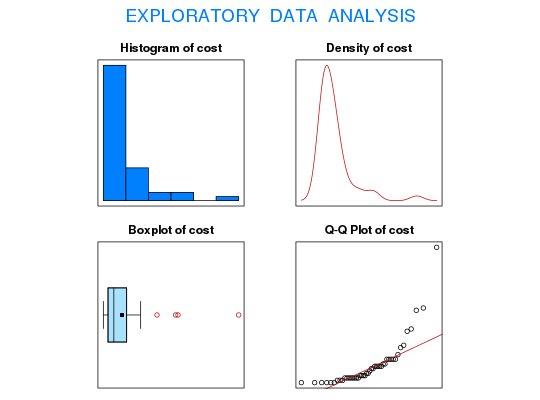 EXPLORATORY DATA ANALYSIS
Histogram of cost
Density of cost
Boxplot of cost
Q-Q Plot of cost